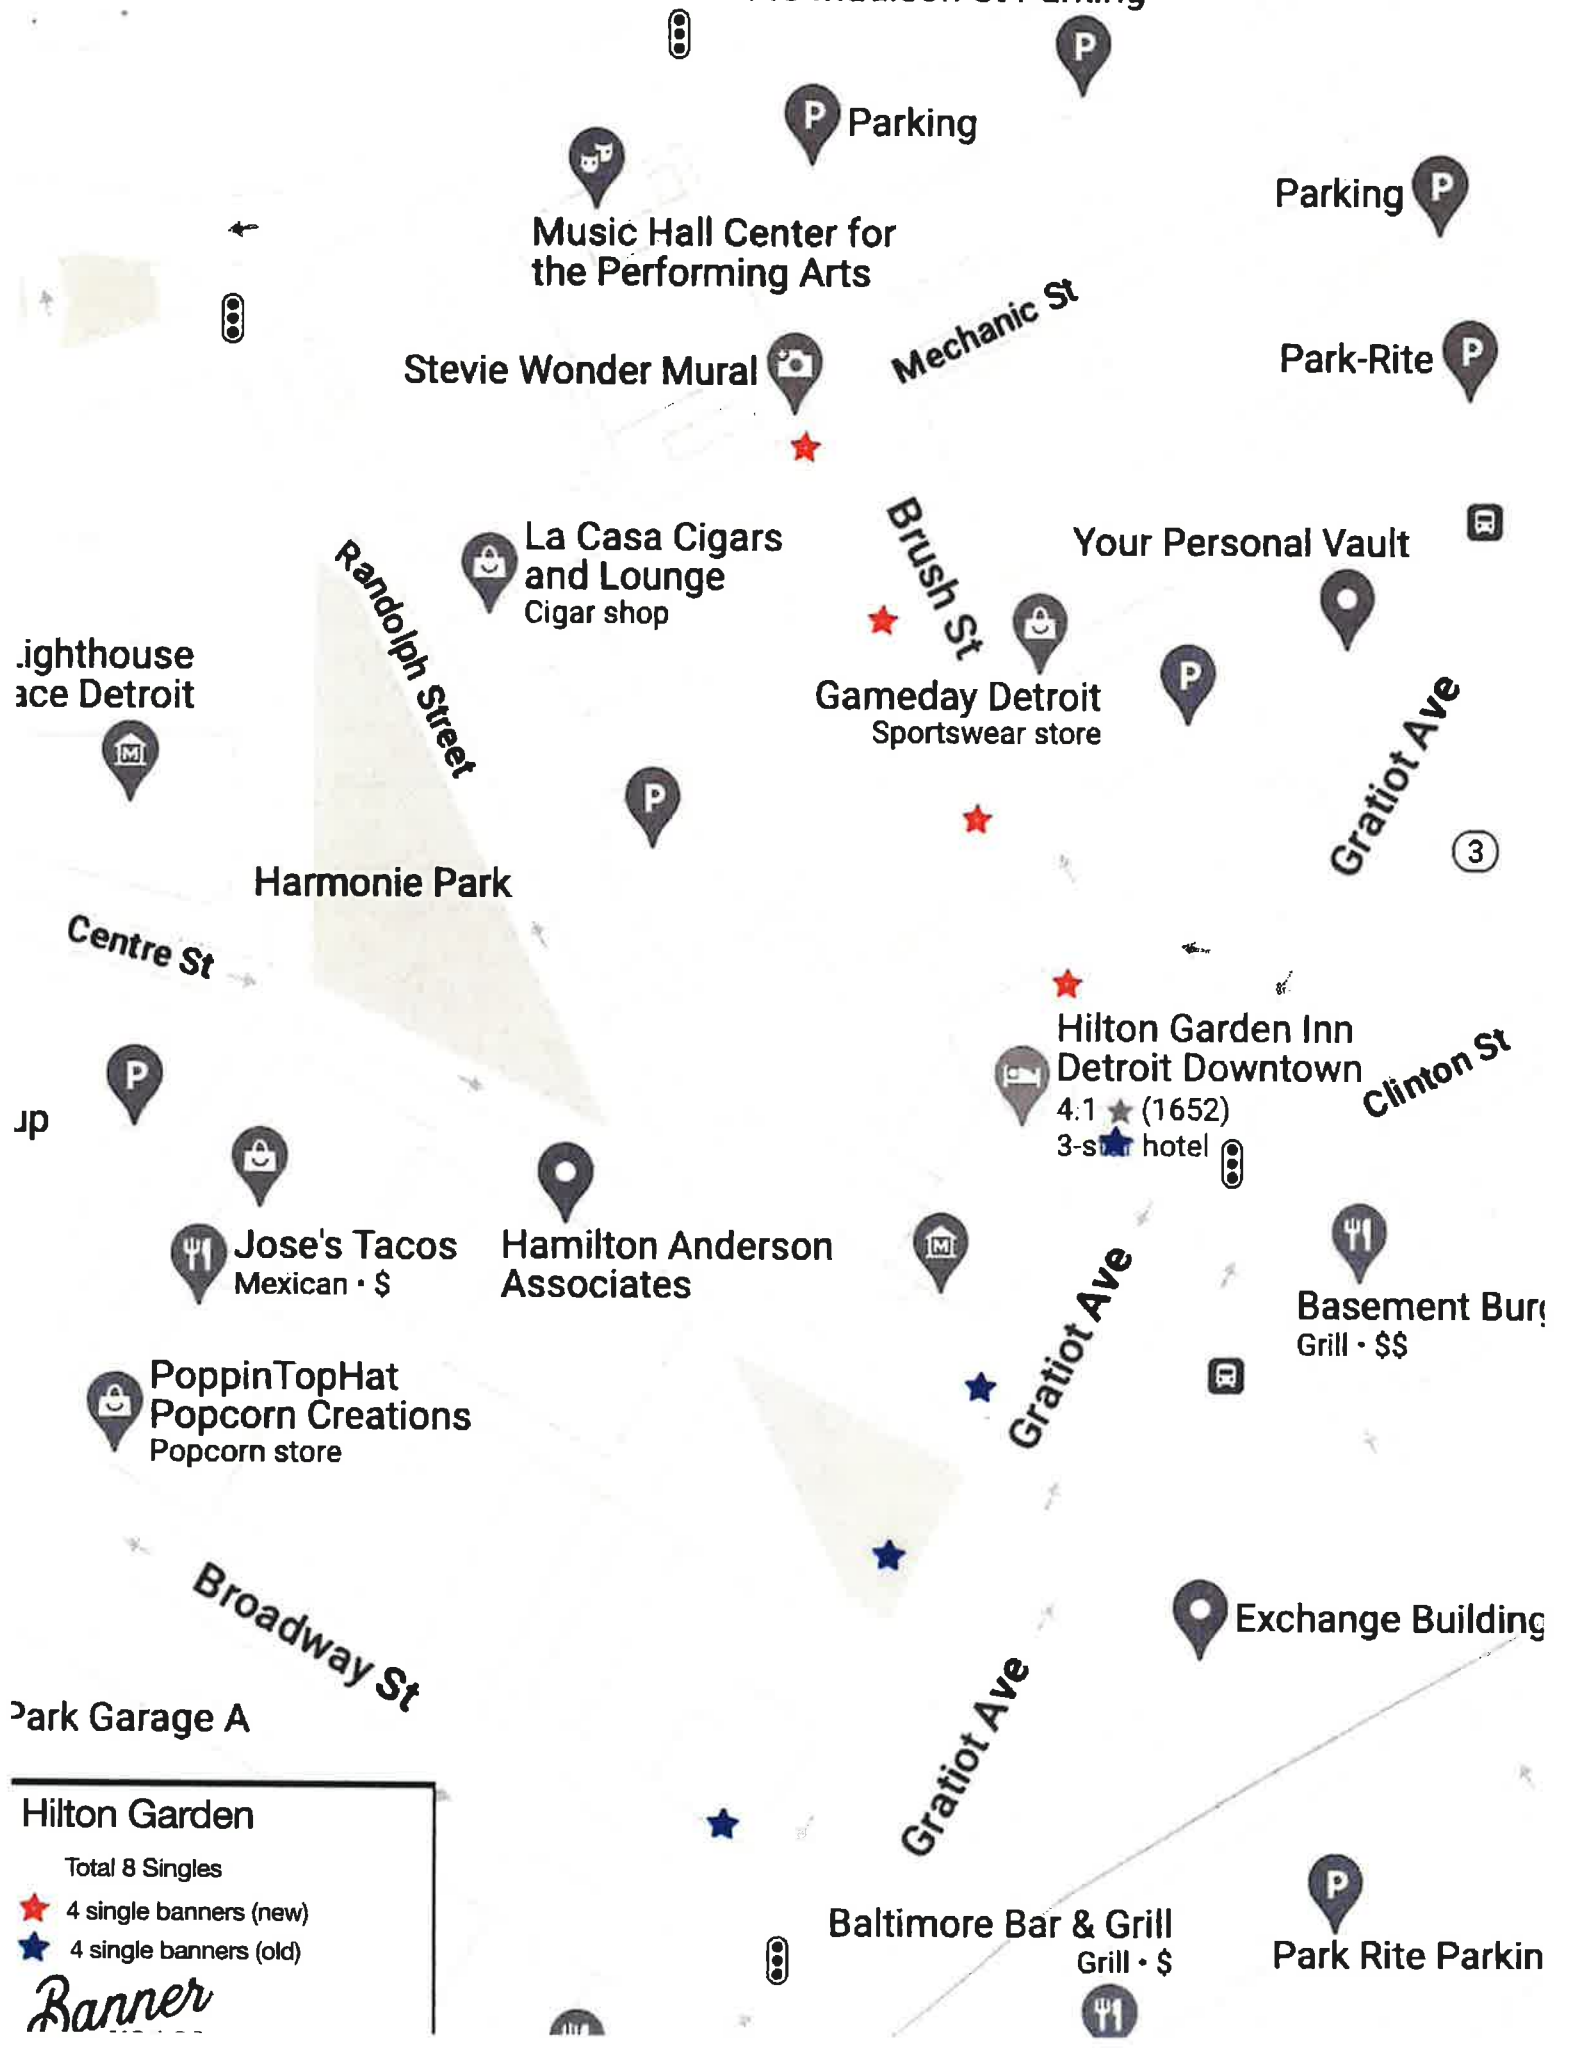 Parking
P
P
Parking
P
Music Hall Center for
the Performing Arts
Mechanic St
Stevie Wonder Mural
Park-Rite
P
Brush St
La Casa Cigars
and Lounge
Cigar shop
Your Personal Vault
Randolph Street
.ighthouse
ace Detroit
M
Gameday Detroit
Sportswear store
P
Gratiot Ave
P
3
Harmonie Park
Centre St
Hilton Garden Inn
Detroit Downtown
4.1 ★ (1652)
3-s hotel
Clinton St
P
up
Jose's Tacos
Mexican · $
Hamilton Anderson
Associates
M
Gratiot Ave
Basement Bur
Grill · $$
PoppinTopHat
Popcorn Creations
Popcorn store
Broadway St
Exchange Building
Gratiot Ave
Park Garage A
Hilton Garden
Total 8 Singles
4 single banners (new)
4 single banners (old)
Banner
Baltimore Bar & Grill
Grill · $
P
Park Rite Parkin